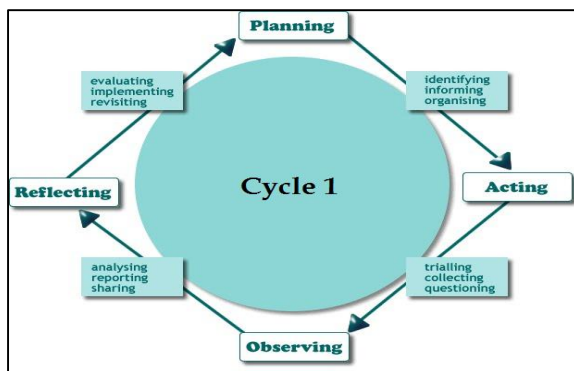 Planning
evaluating
implementing
revisiting
identifying
informing
organising
Reflecting
Cycle 1
Acting
analysing
reporting
sharing
trialling
collecting
questioning
Observing